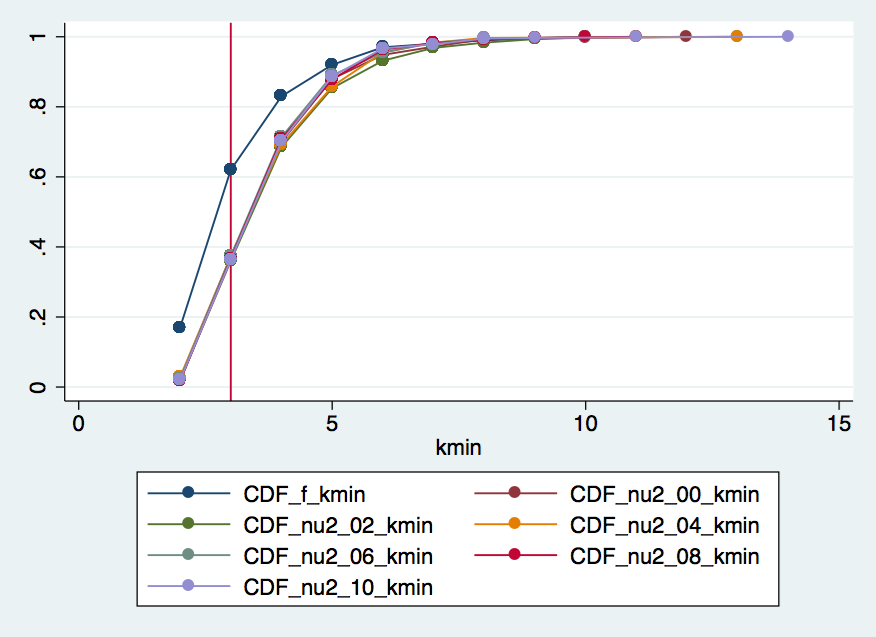 1
.8
.6
.4
.2
0
0 5 10 15
kmin
CDF_f_kmin CDF_nu2_00_kmin
CDF_nu2_02_kmin CDF_nu2_04_kmin
CDF_nu2_06_kmin CDF_nu2_08_kmin
CDF_nu2_10_kmin